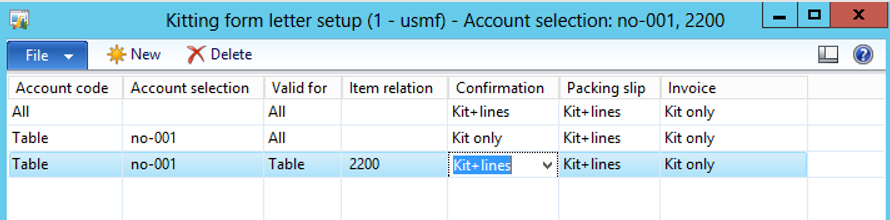 Kitting form letter setup (1 - usmf) - Account selection: no-001, 2200
File New Delete
Account code Account selection Valid for Item relation Confirmation Packing slip Invoice
All All Kit+lines Kit+lines Kit only
Table no-001 All Kit only Kit+lines Kit only
Table no-001 Table 2200 Kit+lines Kit+lines Kit only